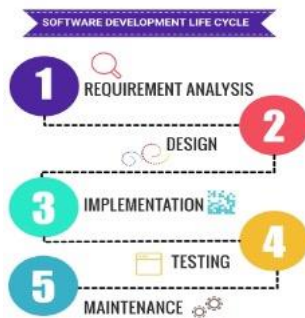 SOFTWARE DEVELOPMENT LIFE CYCLE
1
REQUIREMENT ANALYSIS
2
DESIGN
3
IMPLEMENTATION
4
TESTING
5
MAINTENANCE